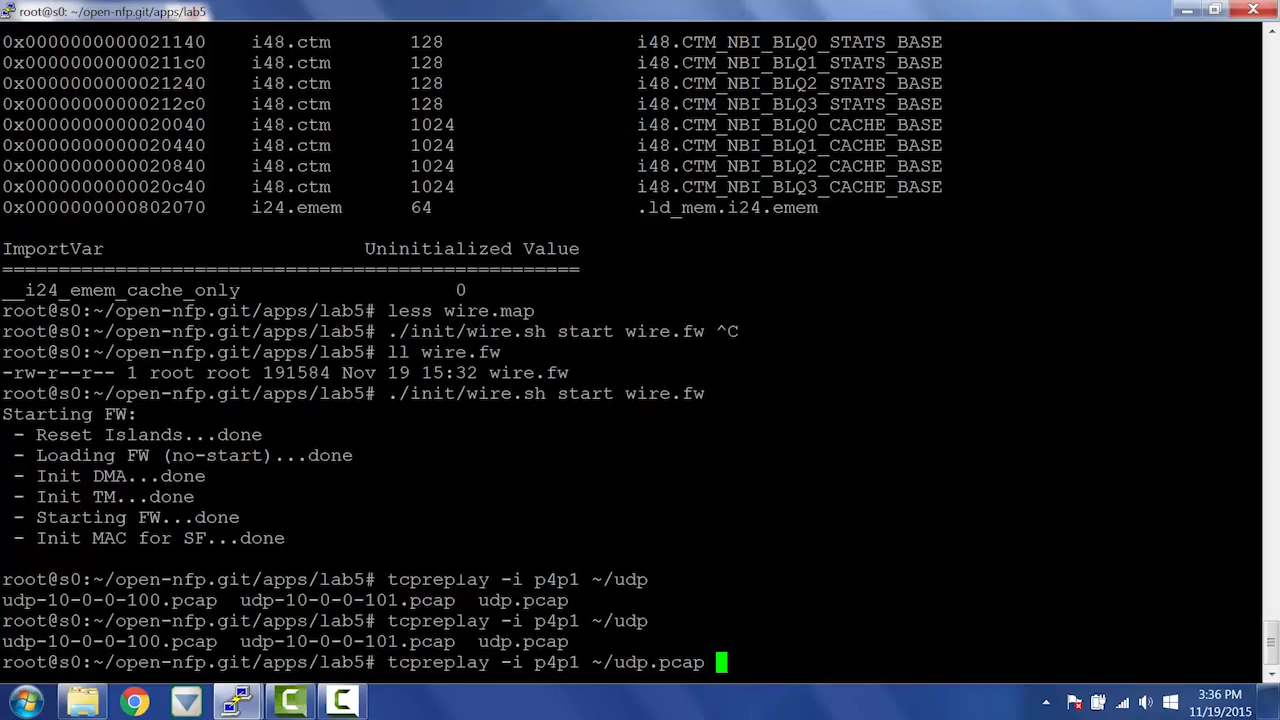 root@s0: ~/open-nfp.git/apps/lab5
0x0000000000021140 i48.ctm 128 i48.CTM_NBI_BLQ0_STATS_BASE
0x00000000000211c0 i48.ctm 128 i48.CTM_NBI_BLQ1_STATS_BASE
0x0000000000021240 i48.ctm 128 i48.CTM_NBI_BLQ2_STATS_BASE
0x00000000000212c0 i48.ctm 128 i48.CTM_NBI_BLQ3_STATS_BASE
0x0000000000020040 i48.ctm 1024 i48.CTM_NBI_BLQ0_CACHE_BASE
0x0000000000020440 i48.ctm 1024 i48.CTM_NBI_BLQ1_CACHE_BASE
0x0000000000020840 i48.ctm 1024 i48.CTM_NBI_BLQ2_CACHE_BASE
0x0000000000020c40 i48.ctm 1024 i48.CTM_NBI_BLQ3_CACHE_BASE
0x0000000000802070 i24.emem 64 .ld_mem.i24.emem
ImportVar Uninitialized Value
===================================================
__i24_emem_cache_only 0
root@s0:~/open-nfp.git/apps/lab5# less wire.map
root@s0:~/open-nfp.git/apps/lab5# ./init/wire.sh start wire.fw ^C
root@s0:~/open-nfp.git/apps/lab5# ll wire.fw
-rw-r--r-- 1 root root 191584 Nov 19 15:32 wire.fw
root@s0:~/open-nfp.git/apps/lab5# ./init/wire.sh start wire.fw
Starting FW:
- Reset Islands...done
- Loading FW (no-start)...done
- Init DMA...done
- Init TM...done
- Starting FW...done
- Init MAC for SF...done
root@s0:~/open-nfp.git/apps/lab5# tcpreplay -i p4p1 ~/udp
udp-10-0-0-100.pcap udp-10-0-0-101.pcap udp.pcap
root@s0:~/open-nfp.git/apps/lab5# tcpreplay -i p4p1 ~/udp
udp-10-0-0-100.pcap udp-10-0-0-101.pcap udp.pcap
root@s0:~/open-nfp.git/apps/lab5# tcpreplay -i p4p1 ~/udp.pcap
3:36 PM
11/19/2015